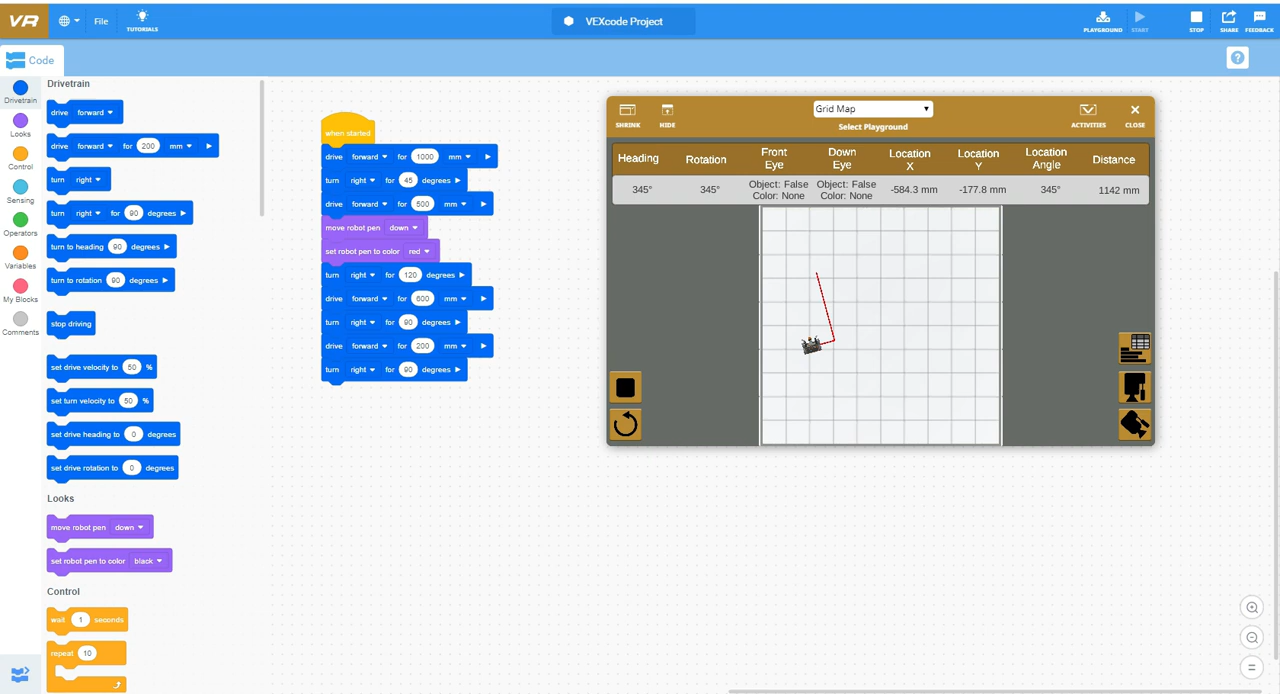 VR
File
TUTORIALS
VEXcode Project
PLAYGROUND
START
STOP
SHARE
FEEDBACK
Code
?
Drivetrain
Looks
Control
Sensing
Operators
Variables
My Blocks
Comments
Drivetrain
drive forward
drive forward for 200 mm
turn right
turn right for 90 degrees
turn to heading 90 degrees
turn to rotation 90 degrees
stop driving
set drive velocity to 50 %
set turn velocity to 50 %
set drive heading to 0 degrees
set drive rotation to 0 degrees
Looks
move robot pen down
set robot pen to color black
Control
wait 1 seconds
repeat 10
when started
drive forward for 1000 mm
turn right for 45 degrees
drive forward for 500 mm
move robot pen down
set robot pen to color red
turn right for 120 degrees
drive forward for 600 mm
turn right for 90 degrees
drive forward for 200 mm
turn right for 90 degrees
SHRINK
HIDE
Grid Map
Select Playground
ACTIVITIES
CLOSE
Heading Rotation Front Eye Down Eye Location X Location Y Location Angle Distance
345° 345° Object: False Color: None Object: False Color: None -584.3 mm -177.8 mm 345° 1142 mm